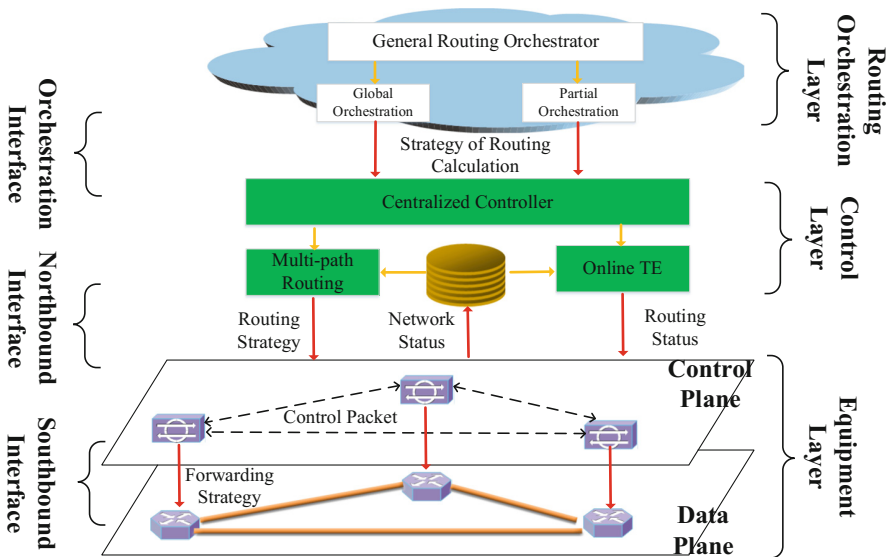 General Routing Orchestrator
Global
Orchestration
Partial
Orchestration
Routing
Orchestration
Layer
Orchestration
Interface
Strategy of Routing
Calculation
Centralized Controller
Control
Layer
Multi-path
Routing
Online TE
Northbound
Interface
Routing
Strategy
Network
Status
Routing
Status
Control
Plane
Control Packet
Equipment
Layer
Southbound
Interface
Forwarding
Strategy
Data
Plane